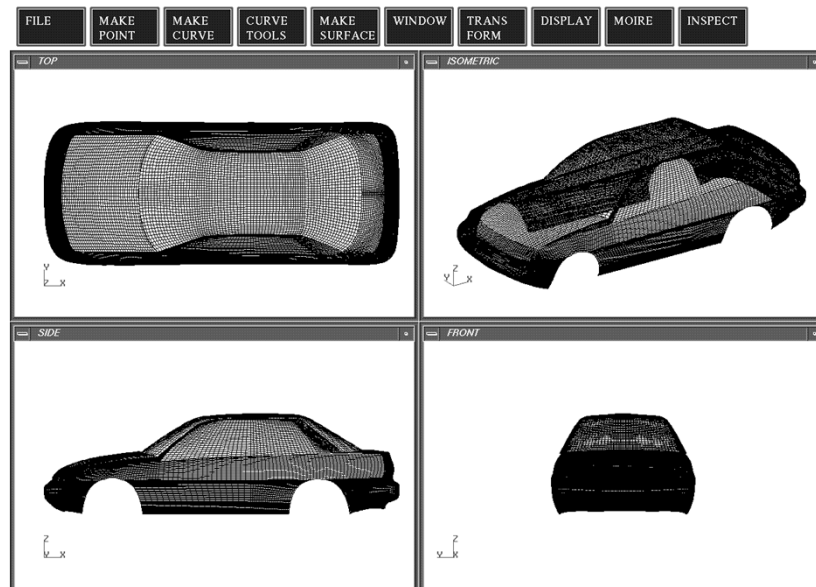 FILE
MAKE
POINT
MAKE
CURVE
CURVE
TOOLS
MAKE
SURFACE
WINDOW
TRANS
FORM
DISPLAY
MOIRE
INSPECT
TOP
ISOMETRIC
Y
Z X
Z
Y X
SIDE
FRONT
Z
Y X
Z
Y X